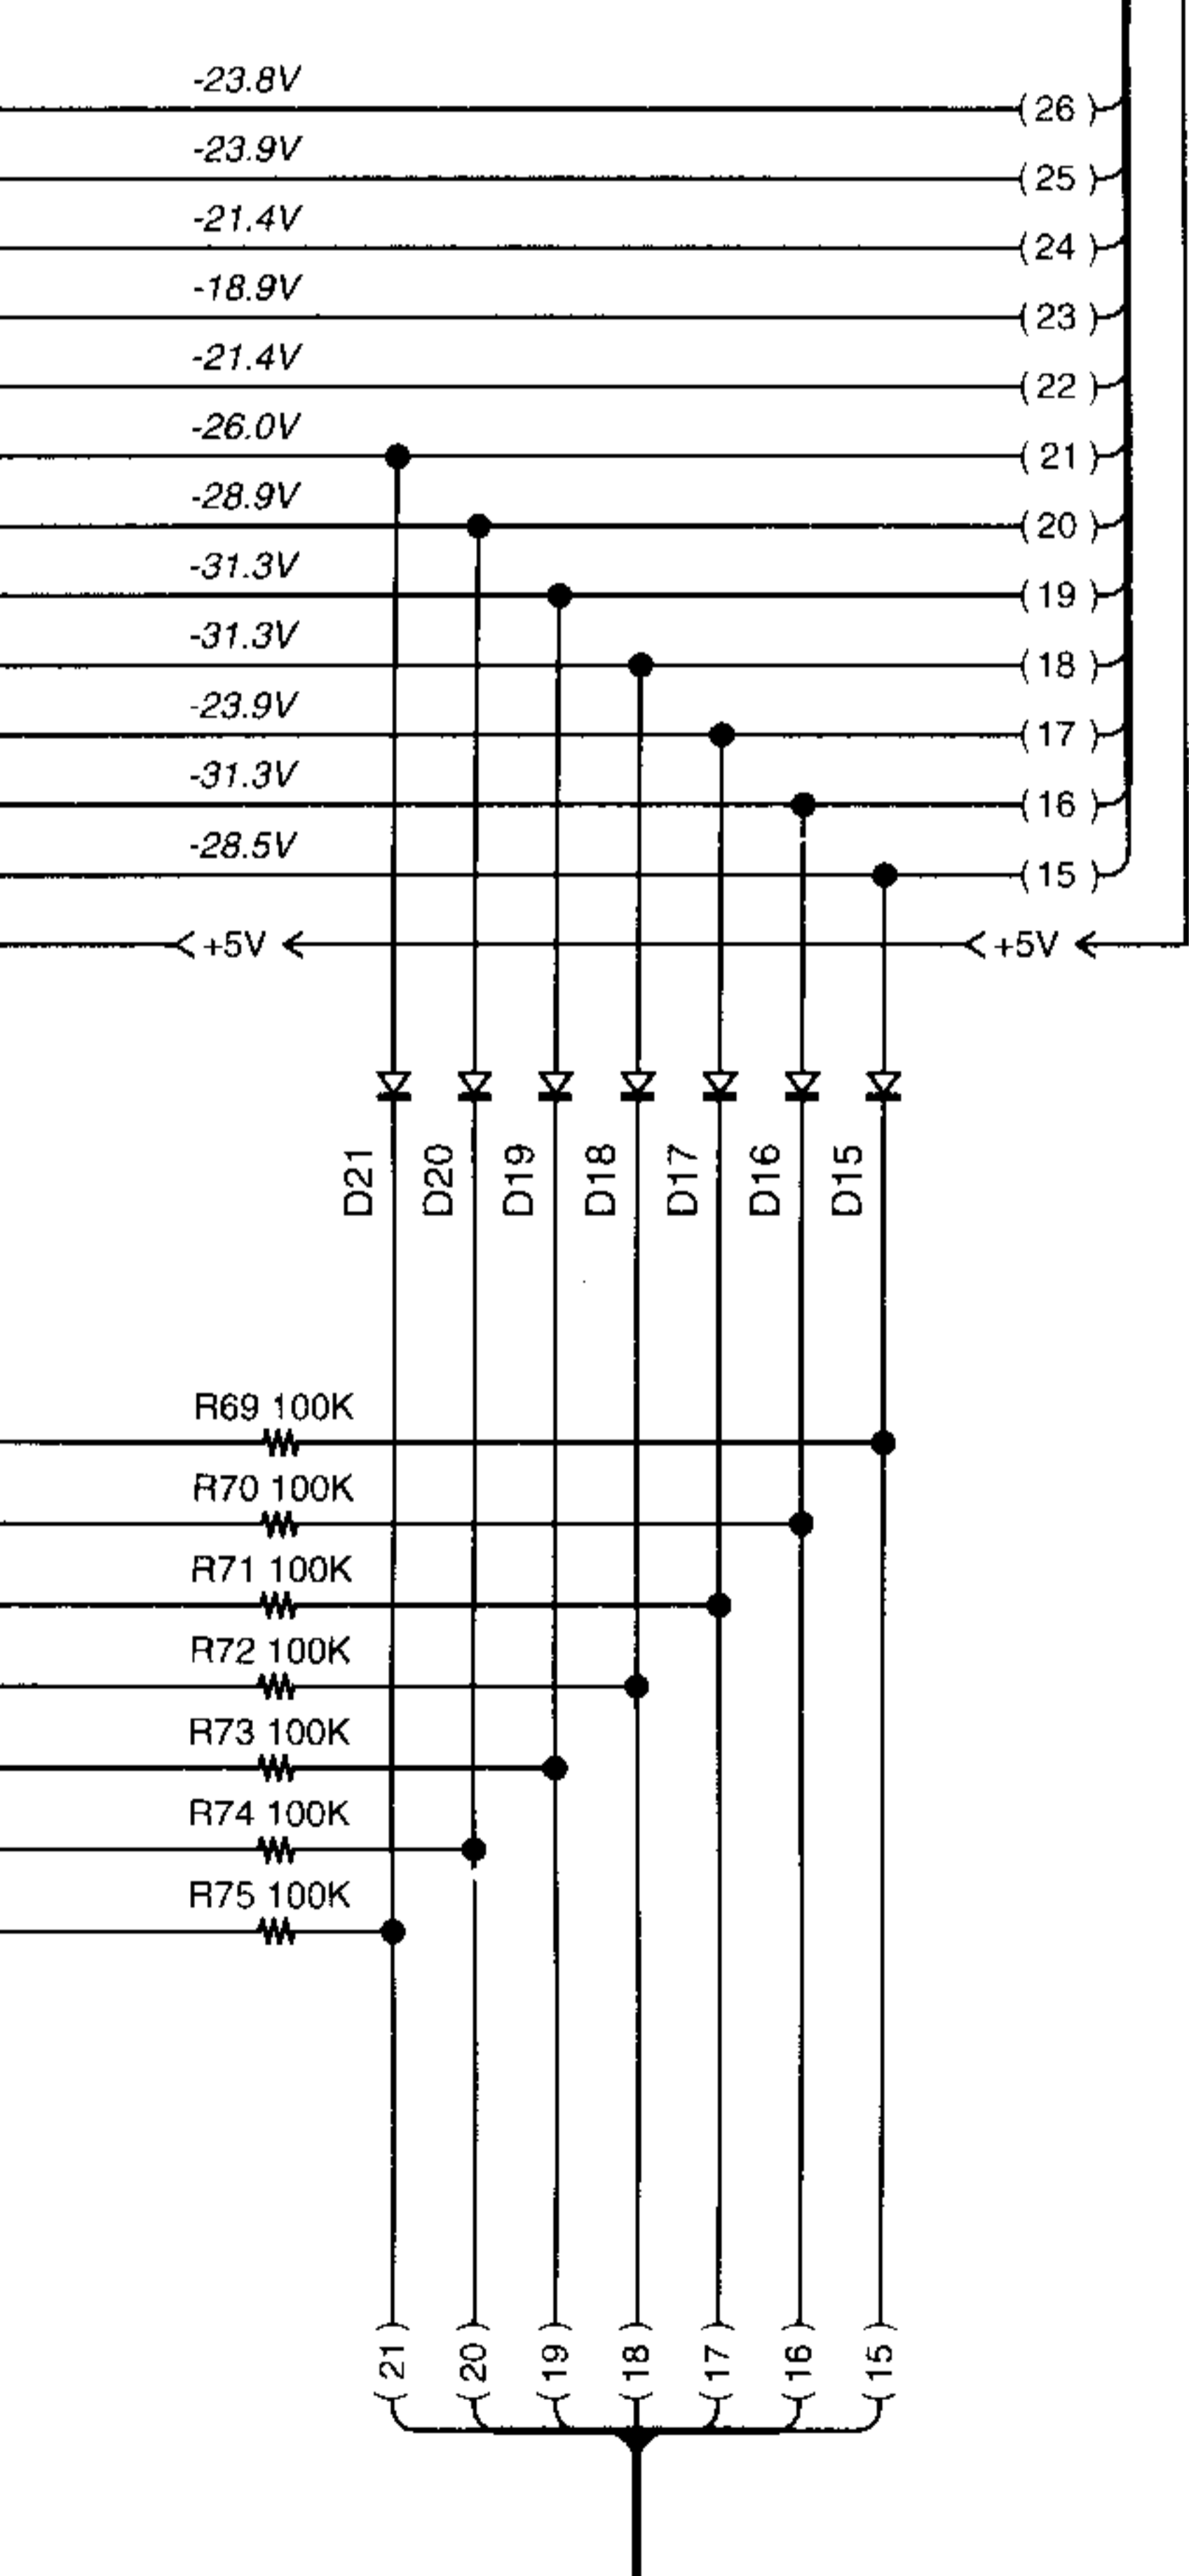 -23.8V
( 26 )
-23.9V
( 25 )
-21.4V
( 24 )
-18.9V
( 23 )
-21.4V
( 22 )
-26.0V
( 21 )
-28.9V
( 20 )
-31.3V
( 19 )
-31.3V
( 18 )
-23.9V
( 17 )
-31.3V
( 16 )
-28.5V
( 15 )
+5V
+5V
D21
D20
D19
D18
D17
D16
D15
R69 100K
R70 100K
R71 100K
R72 100K
R73 100K
R74 100K
R75 100K
( 21 )
( 20 )
( 19 )
( 18 )
( 17 )
( 16 )
( 15 )